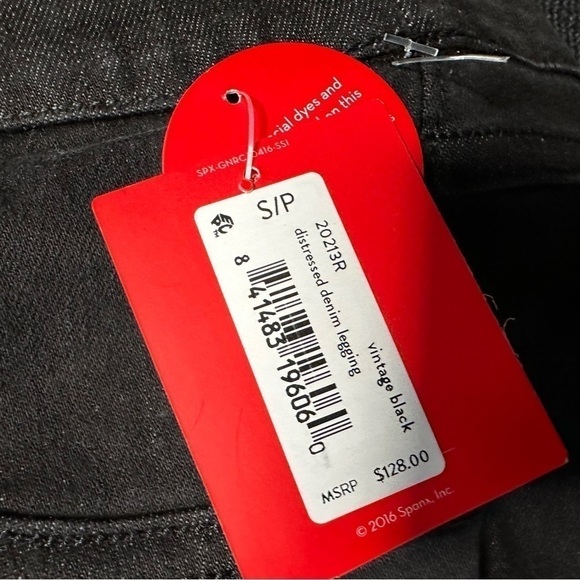 cial dyes and
on this
SPX-GNRC-0416-SS1
S/P
20213R
distressed denim legging
vintage black
8 41483 19606 0
MSRP $128.00
© 2016 Spanx, Inc.